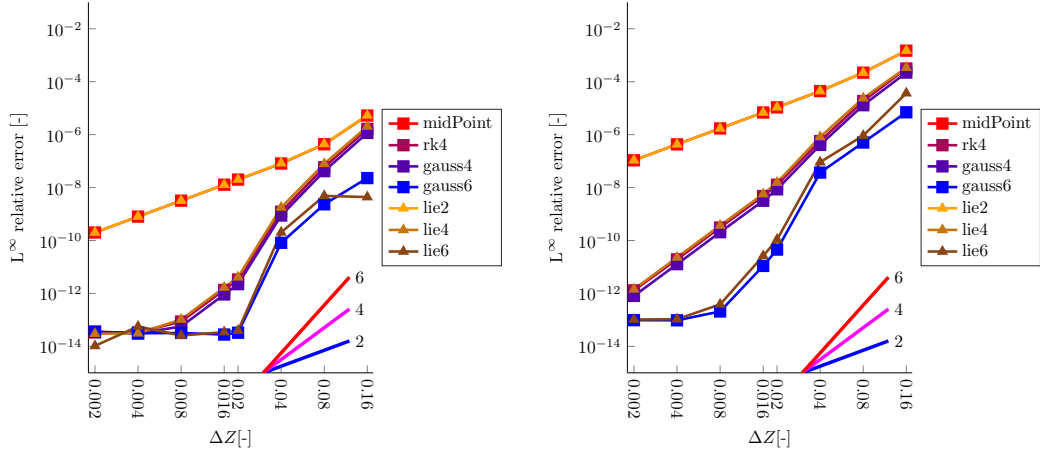 10⁻²
10⁻⁴
10⁻⁶
10⁻⁸
10⁻¹⁰
10⁻¹²
10⁻¹⁴
L^∞ relative error [-]
0.002
0.004
0.008
0.016
0.02
0.04
0.08
0.16
ΔZ[-]
6
4
2
midPoint
rk4
gauss4
gauss6
lie2
lie4
lie6
10⁻²
10⁻⁴
10⁻⁶
10⁻⁸
10⁻¹⁰
10⁻¹²
10⁻¹⁴
L^∞ relative error [-]
0.002
0.004
0.008
0.016
0.02
0.04
0.08
0.16
ΔZ[-]
6
4
2
midPoint
rk4
gauss4
gauss6
lie2
lie4
lie6